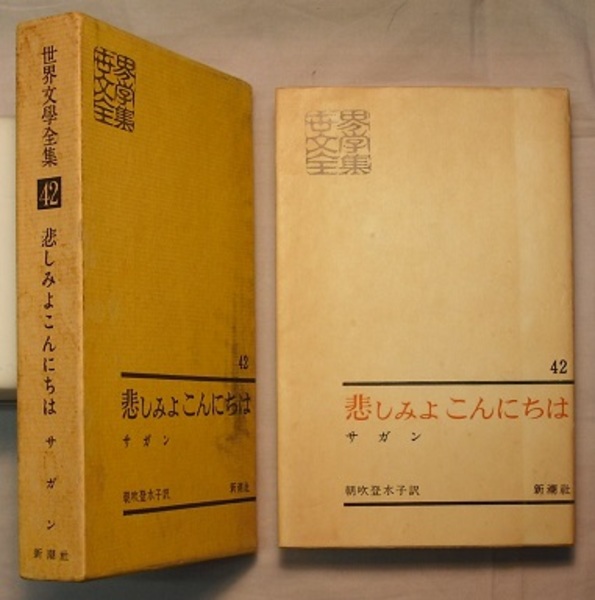 世界文學全集
42
悲しみよこんにちは
サガン
新潮社
世界
文学
全集
42
悲しみよこんにちは
サガン
朝吹登水子訳 新潮社
世界
文学
全集
42
悲しみよこんにちは
サガン
朝吹登水子訳 新潮社